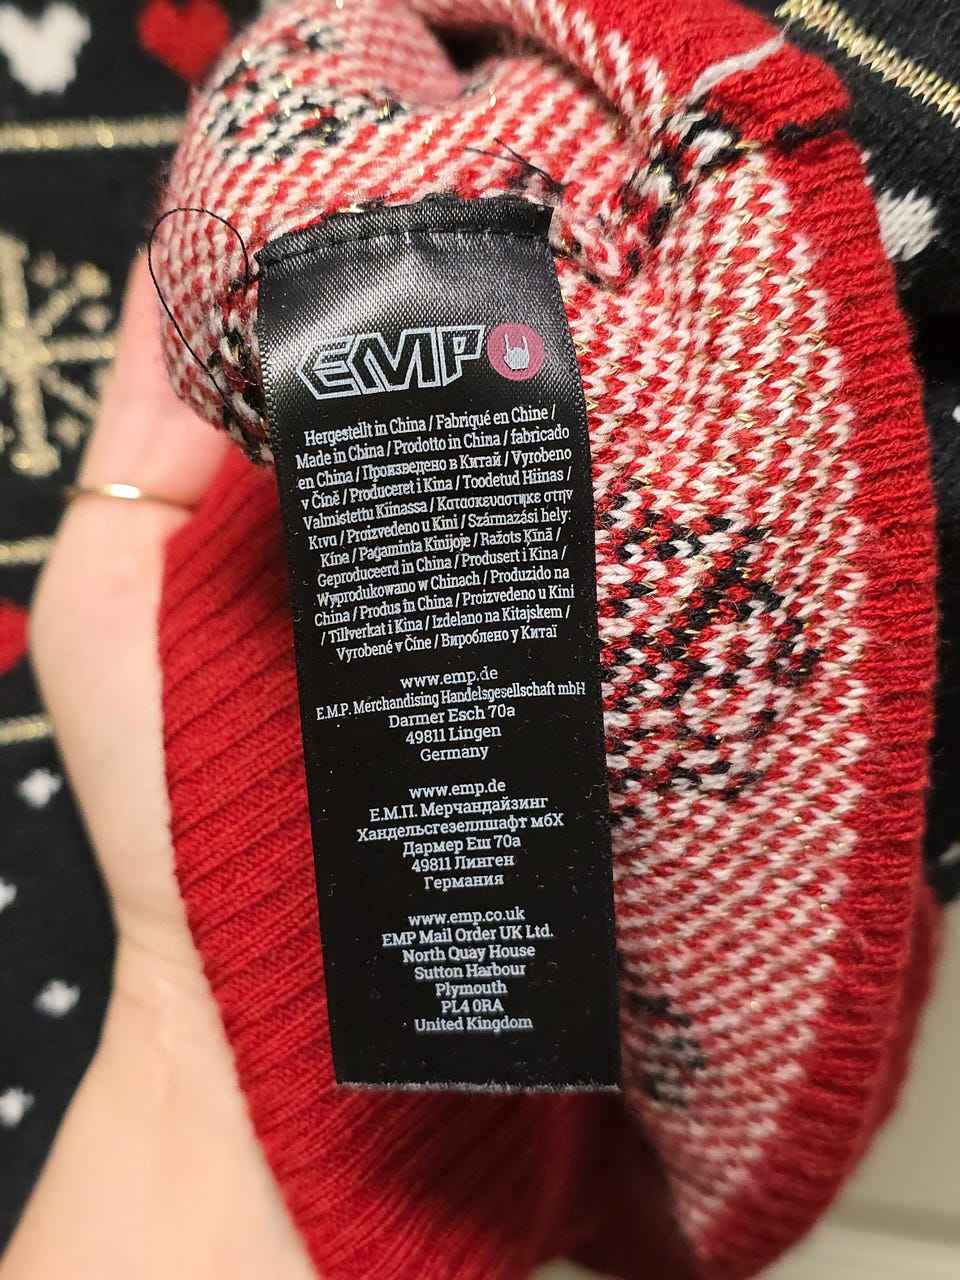 EMP
Hergestellt in China / Fabriqué en Chine /
Made in China / Prodotto in China / fabricado
en China / Произведено в Китай / Vyrobeno
v Číně / Produceret i Kina / Toodetud Hiinas /
Valmistettu Kiinassa / Κατασκευαστηκε στην
Κινα / Proizvedeno u Kini / Származási hely:
Kína / Pagaminta Kinijoje / Ražots Ķīnā /
Geproduceerd in China / Produsert i Kina /
Wyprodukowano w Chinach / Produzido na
China / Produs în China / Proizvedeno u Kini
/ Tillverkat i Kina / Izdelano na Kitajskem /
Vyrobené v Číne / Вироблено у Китаї
www.emp.de
E.M.P. Merchandising Handelsgesellschaft mbH
Darmer Esch 70a
49811 Lingen
Germany
www.emp.de
Е.М.П. Мерчандайзинг
Хандельсгезеллшафт мбХ
Дармер Еш 70a
49811 Линген
Германия
www.emp.co.uk
EMP Mail Order UK Ltd.
North Quay House
Sutton Harbour
Plymouth
PL4 0RA
United Kingdom